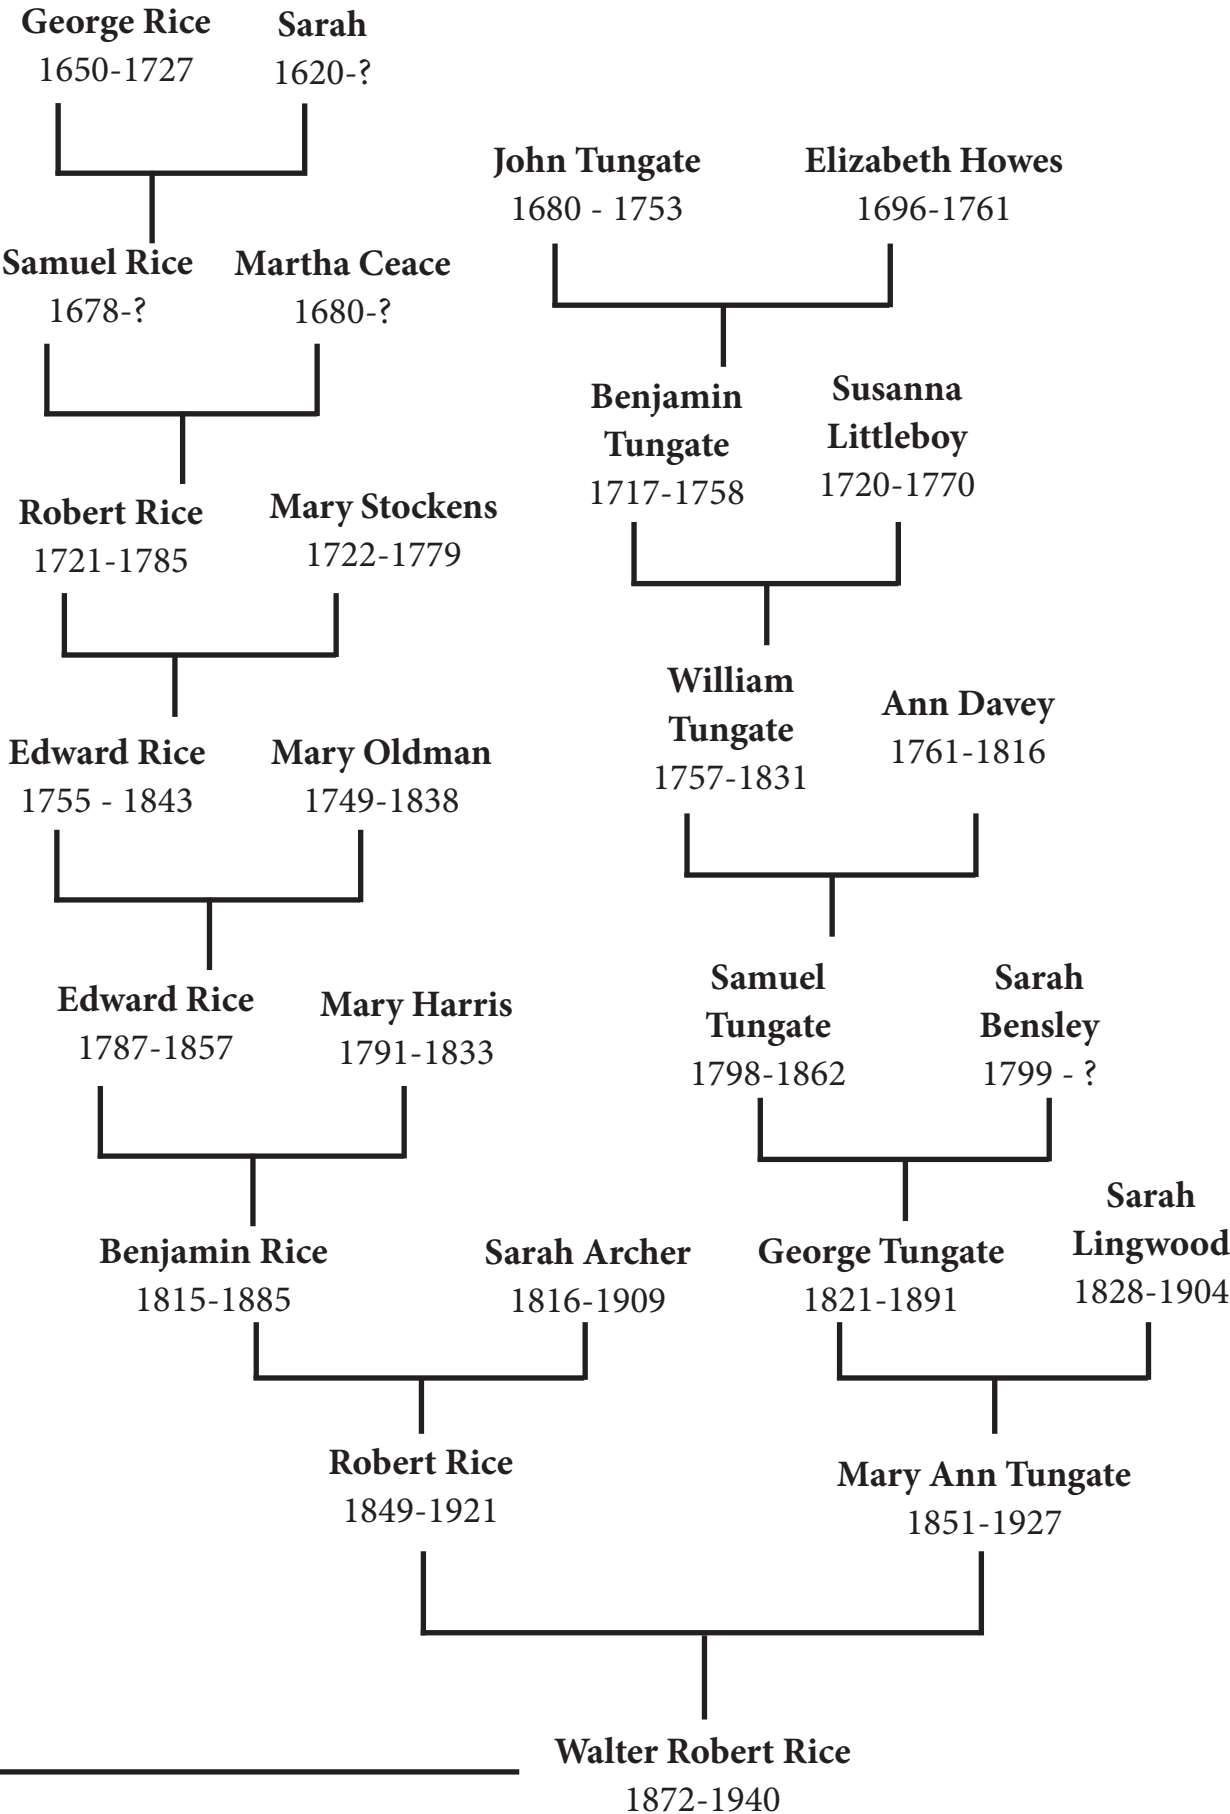 George Rice
1650-1727
Sarah
1620-?
John Tungate
1680 - 1753
Elizabeth Howes
1696-1761
Samuel Rice
1678-?
Martha Ceace
1680-?
Benjamin
Tungate
1717-1758
Susanna
Littleboy
1720-1770
Robert Rice
1721-1785
Mary Stockens
1722-1779
William
Tungate
1757-1831
Ann Davey
1761-1816
Edward Rice
1755 - 1843
Mary Oldman
1749-1838
Edward Rice
1787-1857
Mary Harris
1791-1833
Samuel
Tungate
1798-1862
Sarah
Bensley
1799 - ?
Benjamin Rice
1815-1885
Sarah Archer
1816-1909
George Tungate
1821-1891
Sarah
Lingwood
1828-1904
Robert Rice
1849-1921
Mary Ann Tungate
1851-1927
Walter Robert Rice
1872-1940